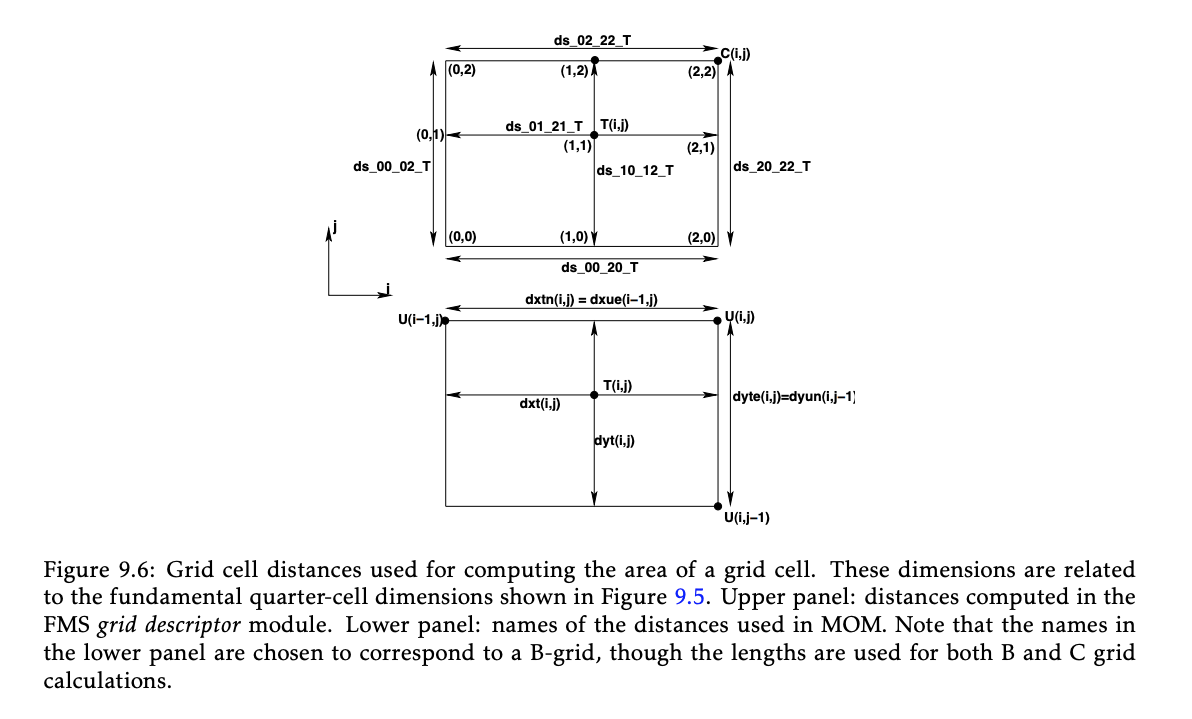 ds_02_22_T
C(i,j)
(0,2)
(1,2)
(2,2)
ds_01_21_T
T(i,j)
(0,1)
(1,1)
(2,1)
ds_00_02_T
ds_10_12_T
ds_20_22_T
j
(0,0)
(1,0)
(2,0)
ds_00_20_T
i
dxtn(i,j) = dxue(i−1,j)
U(i−1,j)
U(i,j)
T(i,j)
dxt(i,j)
dyte(i,j)=dyun(i,j−1)
dyt(i,j)
U(i,j−1)
Figure 9.6: Grid cell distances used for computing the area of a grid cell. These dimensions are related
to the fundamental quarter-cell dimensions shown in Figure 9.5. Upper panel: distances computed in the
FMS grid descriptor module. Lower panel: names of the distances used in MOM. Note that the names in
the lower panel are chosen to correspond to a B-grid, though the lengths are used for both B and C grid
calculations.